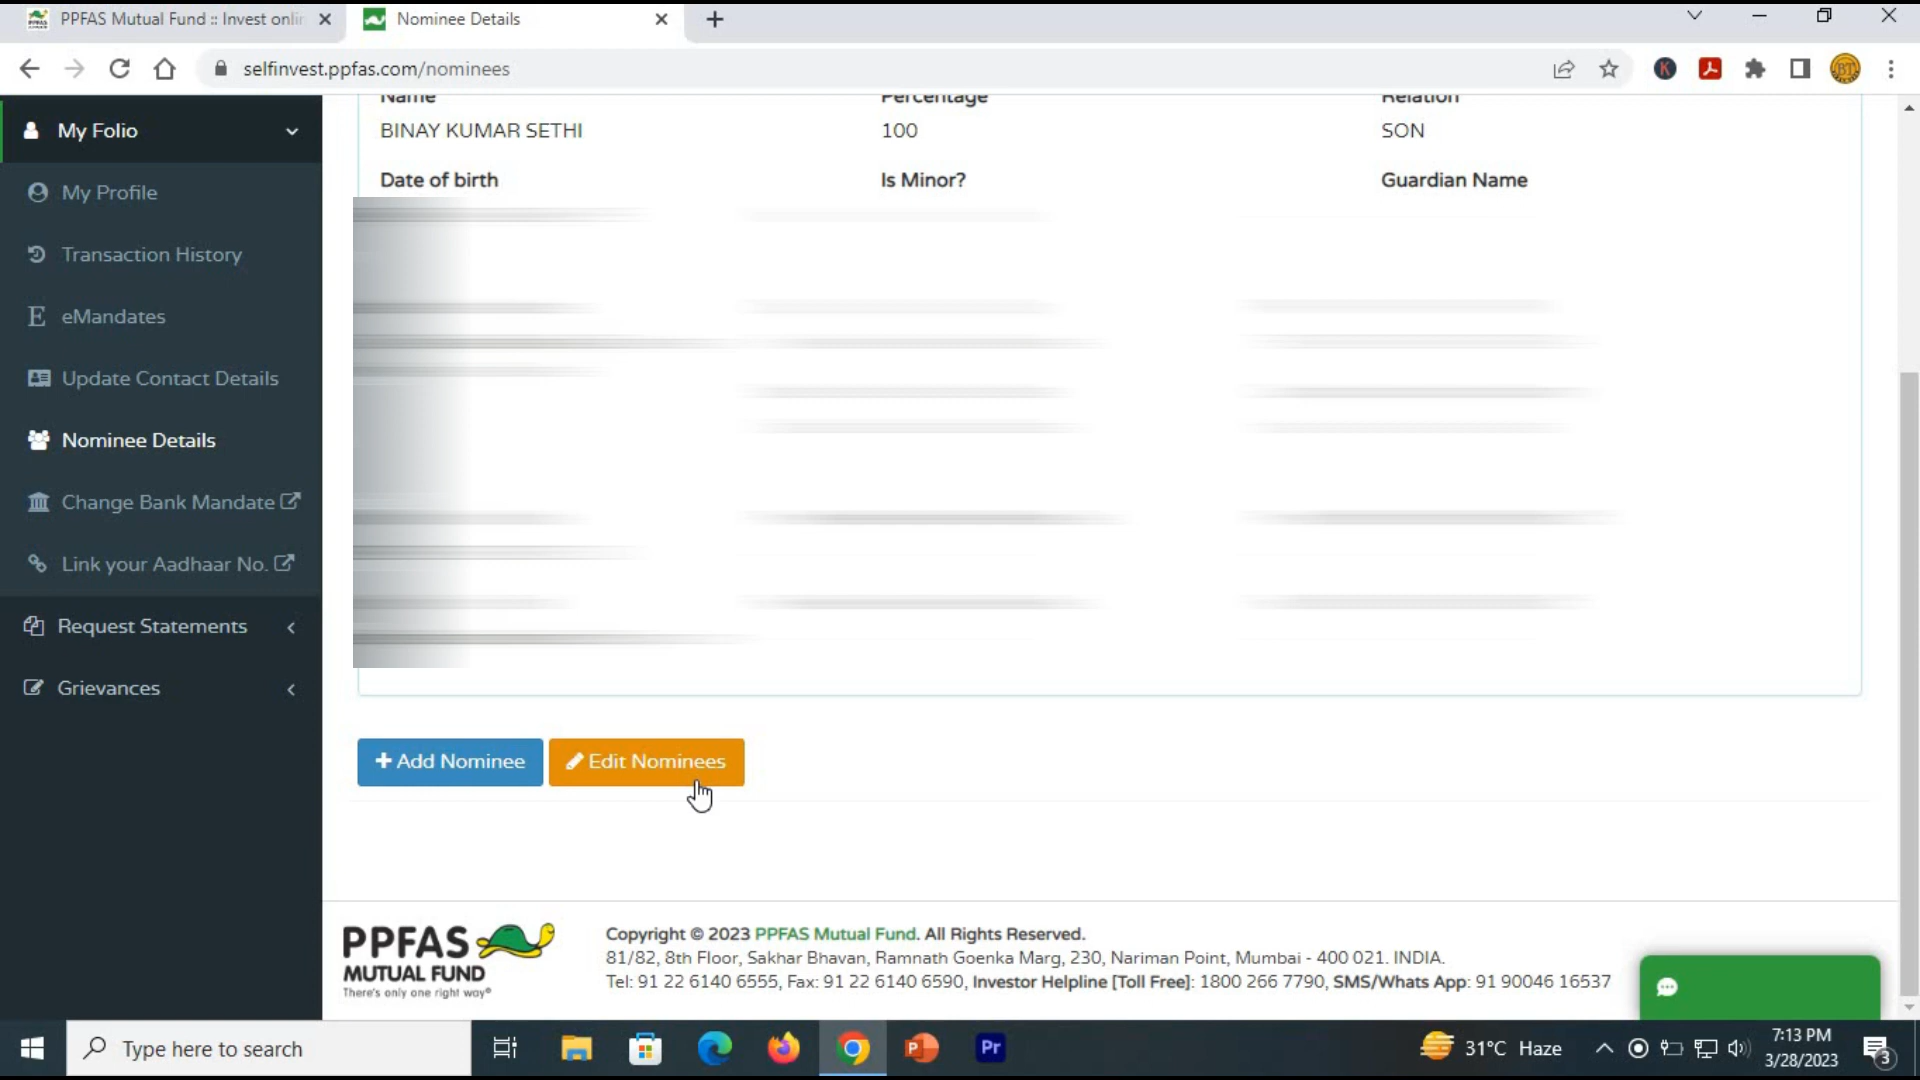 PPFAS Mutual Fund :: Invest onlin
Nominee Details
selfinvest.ppfas.com/nominees
My Folio
My Profile
Transaction History
eMandates
Update Contact Details
Nominee Details
Change Bank Mandate
Link your Aadhaar No.
Request Statements
Grievances
Name Percentage Relation
BINAY KUMAR SETHI 100 SON
Date of birth Is Minor? Guardian Name
Add Nominee
Edit Nominees
PPFAS
MUTUAL FUND
There's only one right way®
Copyright © 2023 PPFAS Mutual Fund. All Rights Reserved.
81/82, 8th Floor, Sakhar Bhavan, Ramnath Goenka Marg, 230, Nariman Point, Mumbai - 400 021. INDIA.
Tel: 91 22 6140 6555, Fax: 91 22 6140 6590, Investor Helpline [Toll Free]: 1800 266 7790, SMS/Whats App: 91 90046 16537
Type here to search
Pr
31°C Haze
7:13 PM
3/28/2023
3